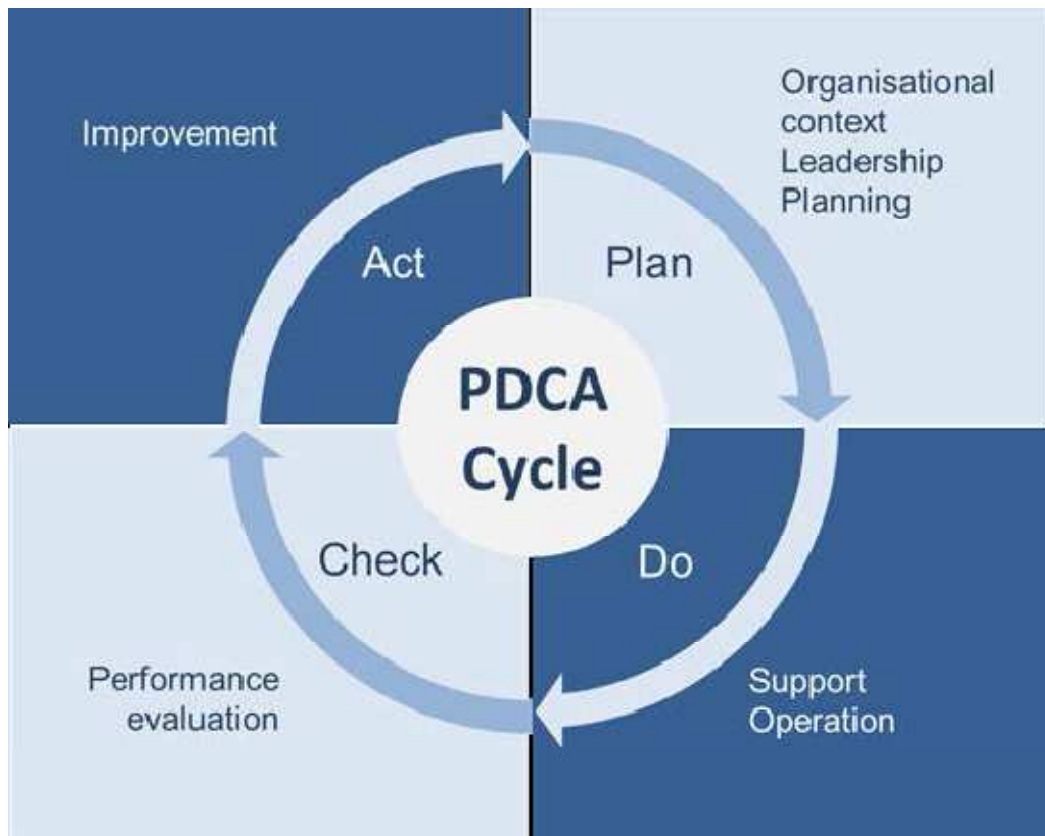 Improvement
Act
Organisational
context
Leadership
Planning
Plan
PDCA
Cycle
Check
Performance
evaluation
Do
Support
Operation